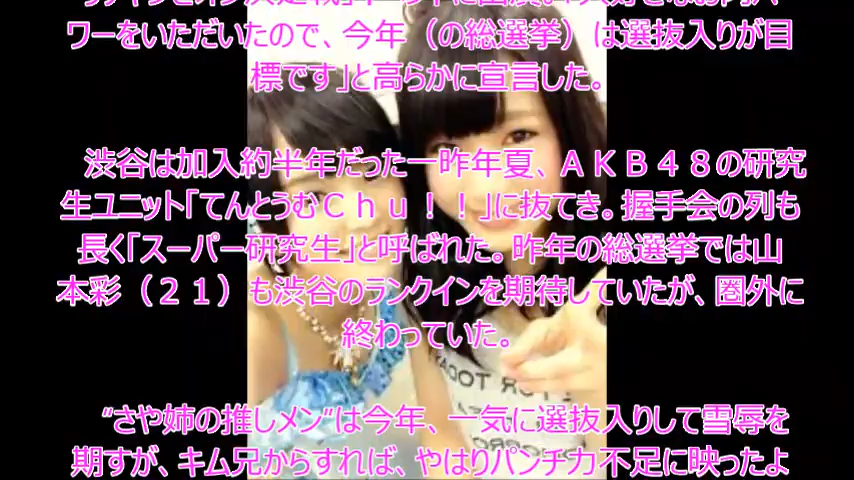 ワーをいただいたので、今年（の総選挙）は選抜入りが目
標です」と高らかに宣言した。
渋谷は加入約半年だった一昨年夏、ＡＫＢ４８の研究
生ユニット「てんとうむＣｈｕ！！」に抜てき。握手会の列も
長く「スーパー研究生」と呼ばれた。昨年の総選挙では山
本彩（２１）も渋谷のランクインを期待していたが、圏外に
終わっていた。
“さや姉の推しメン”は今年、一気に選抜入りして雪辱を
期すが、キム兄からすれば、やはりパンチ力不足に映ったよ